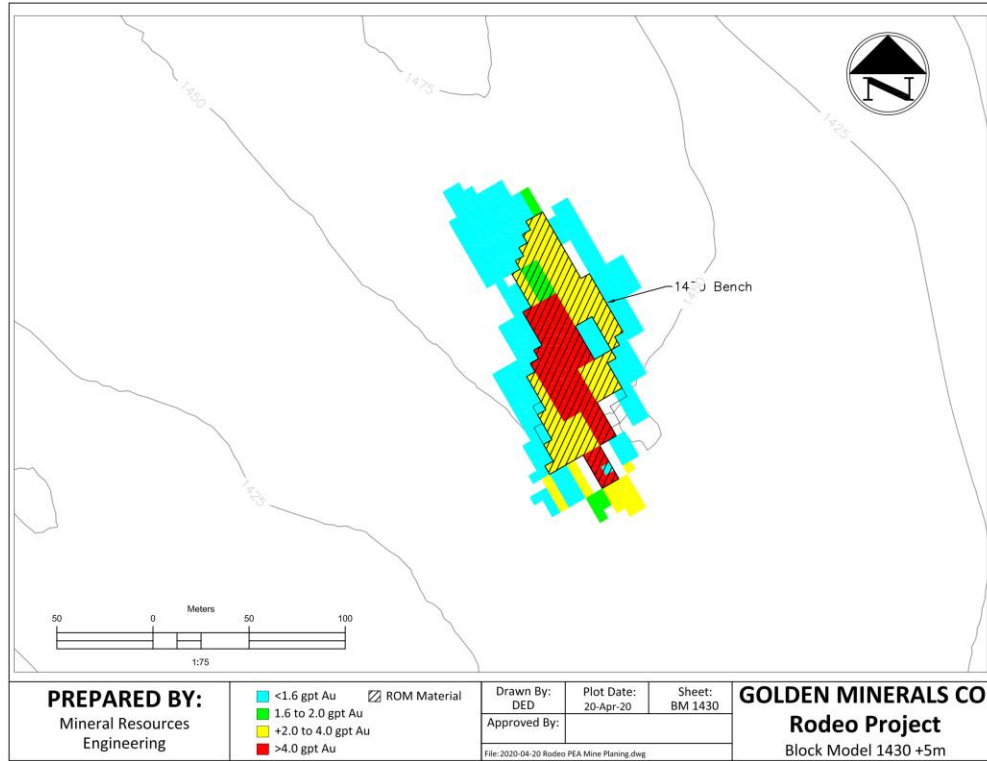 1475
1450
N
1425
1450
Bench
1425
Meters
50 0 50 100
1:75
PREPARED BY:
Mineral Resources
Engineering
<1.6 gpt Au
ROM Material
1.6 to 2.0 gpt Au
+2.0 to 4.0 gpt Au
>4.0 gpt Au
Drawn By:
DED
Plot Date:
20-Apr-20
Sheet:
BM 1430
Approved By:
File:2020-04-20 Rodeo PEA Mine Planing.dwg
GOLDEN MINERALS CO
Rodeo Project
Block Model 1430 +5m